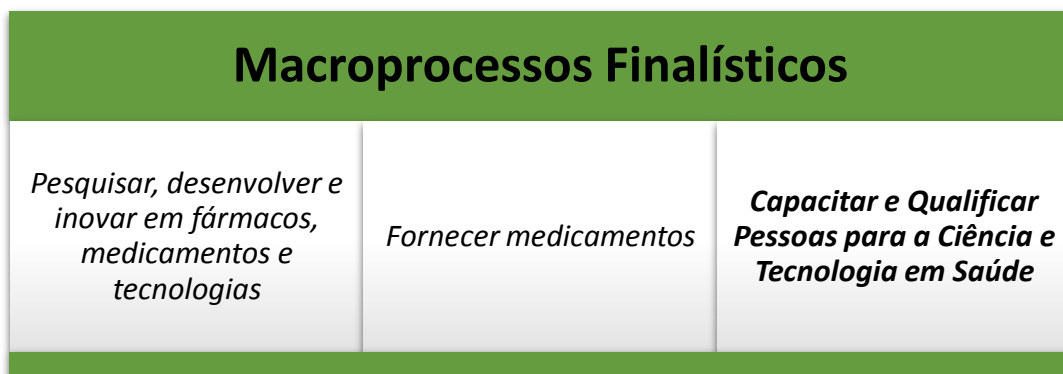 Macroprocessos Finalísticos
Pesquisar, desenvolver e
inovar em fármacos,
medicamentos e
tecnologias
Fornecer medicamentos
Capacitar e Qualificar
Pessoas para a Ciência e
Tecnologia em Saúde